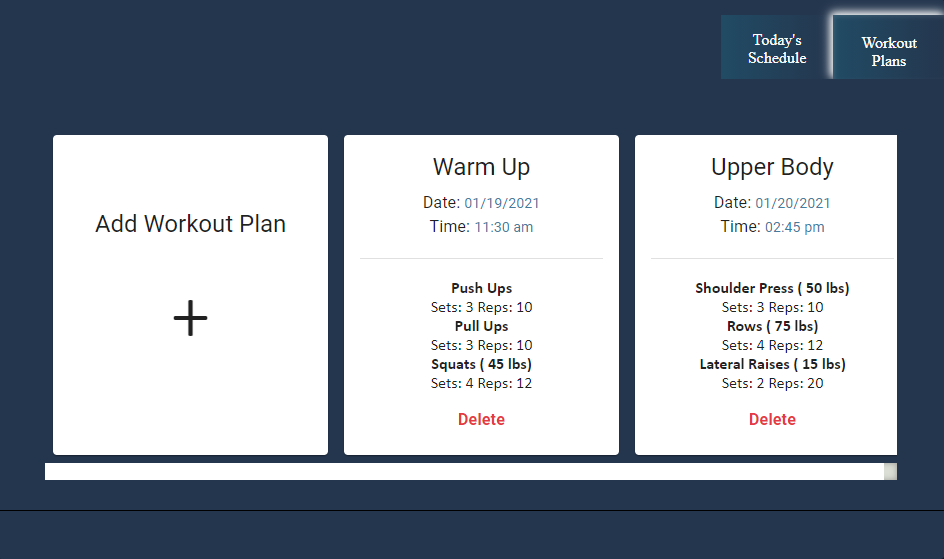 Today's
Schedule
Workout
Plans
Add Workout Plan
Warm Up
Date: 01/19/2021
Time: 11:30 am
Push Ups
Sets: 3 Reps: 10
Pull Ups
Sets: 3 Reps: 10
Squats ( 45 lbs)
Sets: 4 Reps: 12
Delete
Upper Body
Date: 01/20/2021
Time: 02:45 pm
Shoulder Press ( 50 lbs)
Sets: 3 Reps: 10
Rows ( 75 lbs)
Sets: 4 Reps: 12
Lateral Raises ( 15 lbs)
Sets: 2 Reps: 20
Delete